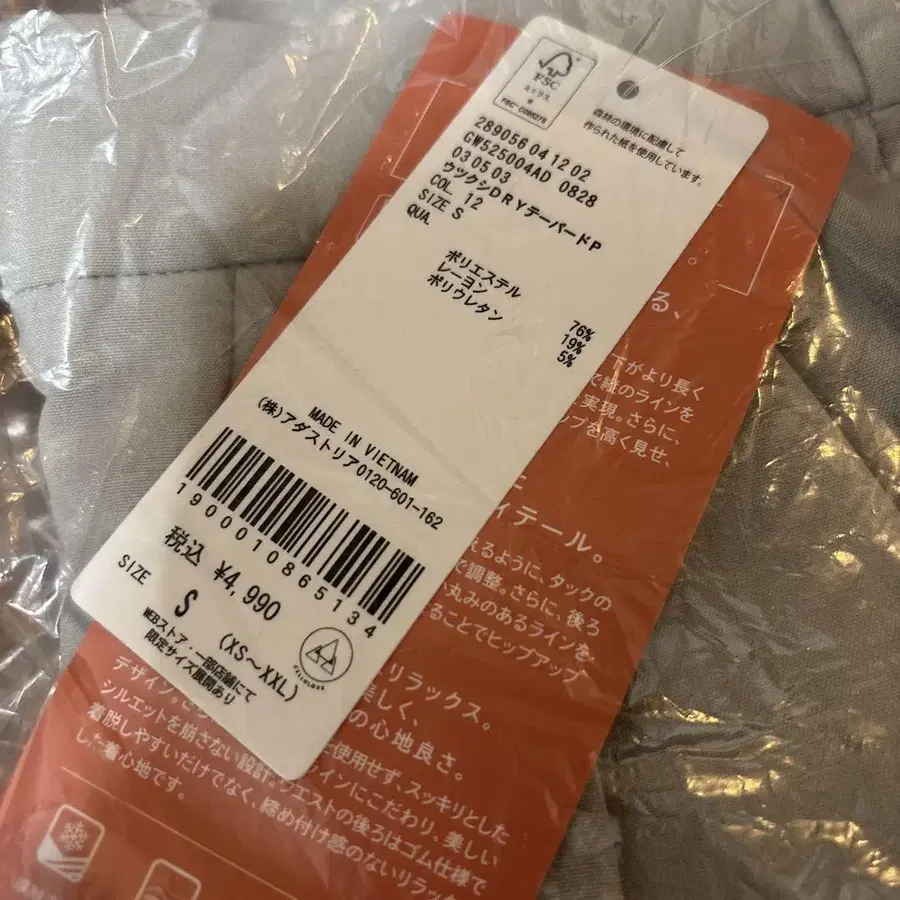 FSC
ミックス
紙
FSC® C095275
森林の環境に配慮して
作られた紙を使用しています。
289056 04 12 02
GW525004AD 0828
03 05 03
ウツクシDRYテーパードP
COL. 12
SIZE S
QUA.
ポリエステル 76%
レーヨン 19%
ポリウレタン 5%
MADE IN VIETNAM
(株)アダストリア0120-601-162
1900010865134
税込 ¥4,990
SIZE S (XS〜XXL)
WEBストア・一部店舗にて
限定サイズ展開あり
CELULOSE
る、
下がより長く
で縦のラインを
実現。さらに、
ップを高く見せ、
ィテール。
えるように、タックの
で調整。さらに、後ろ
丸みのあるラインを
ることでヒップアップ
リラックス。
美しく、
の心地良さ。
を使用せず、スッキリとした
デザイン。
インにこだわり、美しい
シルエットを崩さない設計。ウエストの後ろはゴム仕様で
着脱しやすいだけでなく、締め付け感のないリラッ
した着心地です。